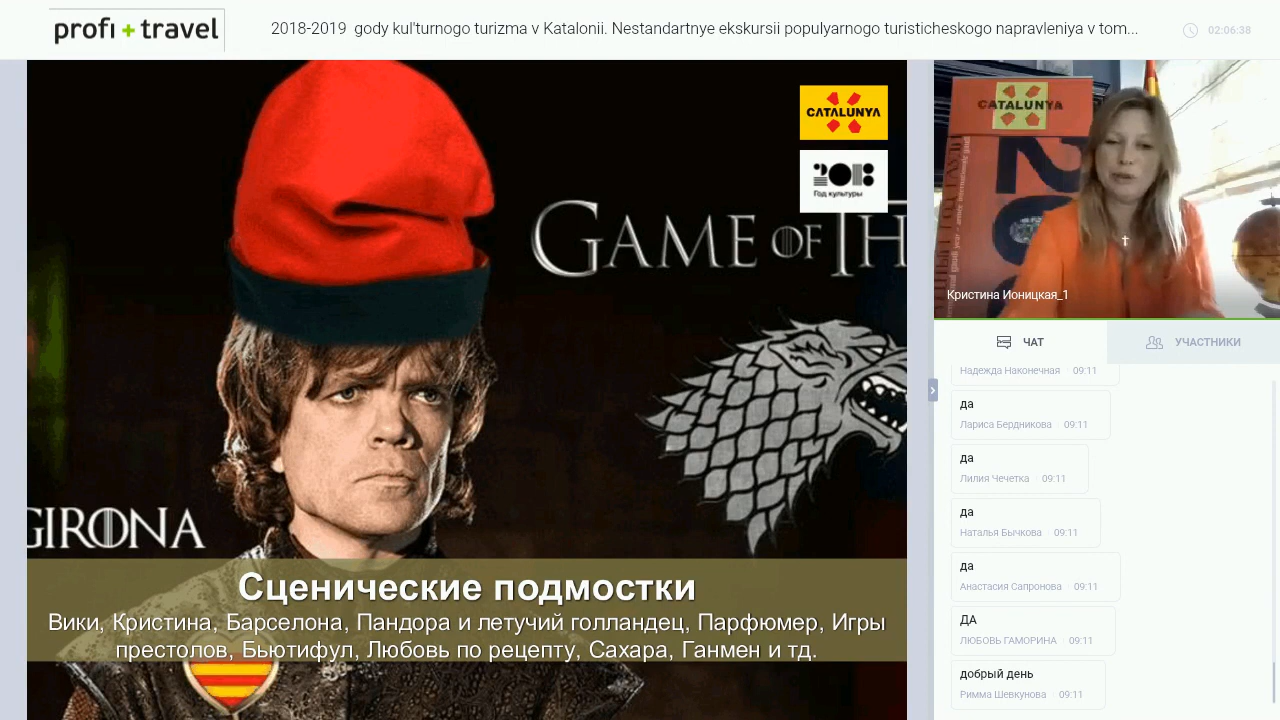 profi + travel
2018-2019 gody kul'turnogo turizma v Katalonii. Nestandartnye ekskursii populyarnogo turisticheskogo napravleniya v tom...
02:06:38
CATALUNYA
2018
Год культуры
GAME OF TH
GIRONA
Сценические подмостки
Вики, Кристина, Барселона, Пандора и летучий голландец, Парфюмер, Игры
престолов, Бьютифул, Любовь по рецепту, Сахара, Ганмен и тд.
CATALUNYA
Кристина Ионицкая_1
ЧАТ
УЧАСТНИКИ
Надежда Наконечная 09:11
да
Лариса Бердникова 09:11
да
Лилия Чечетка 09:11
да
Наталья Бычкова 09:11
да
Анастасия Сапронова 09:11
ДА
ЛЮБОВЬ ГАМОРИНА 09:11
добрый день
Римма Шевкунова 09:11